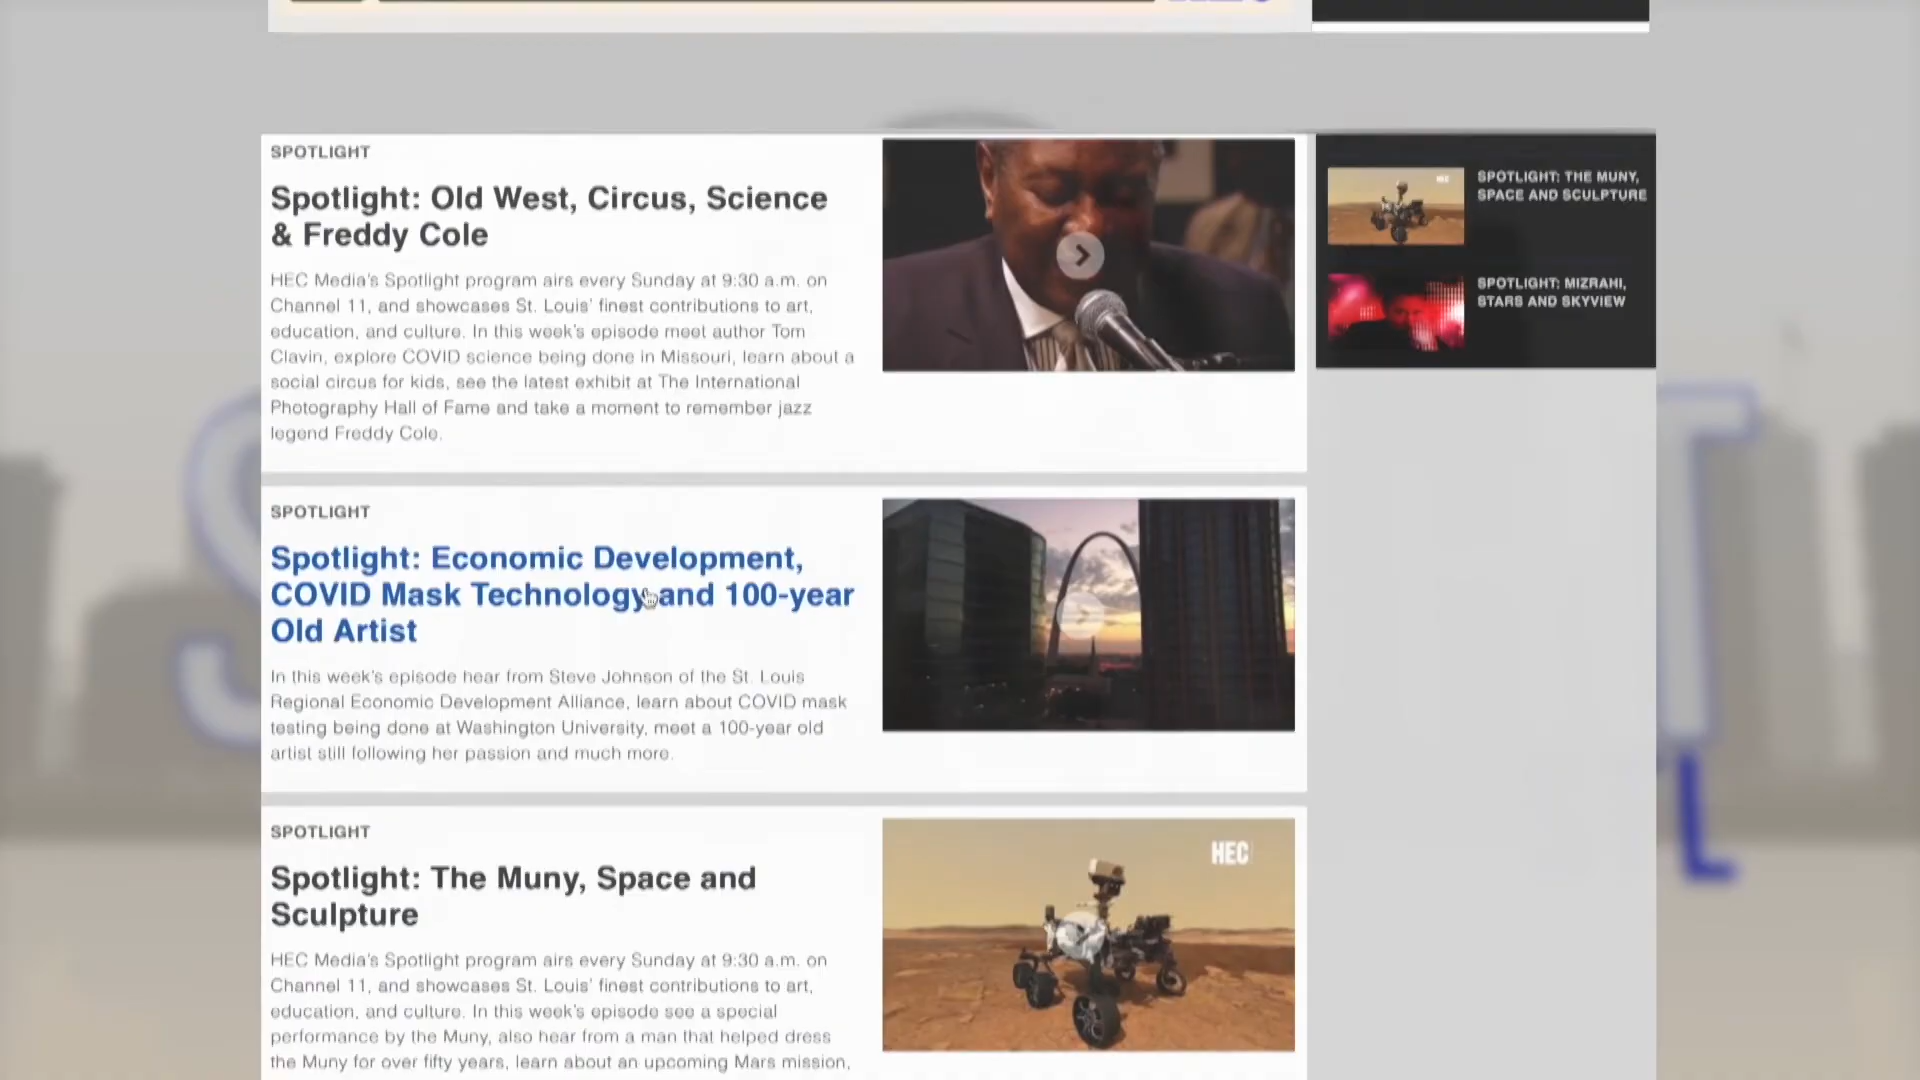 SPOTLIGHT
Spotlight: Old West, Circus, Science
& Freddy Cole
HEC Media's Spotlight program airs every Sunday at 9:30 a.m. on
Channel 11, and showcases St. Louis' finest contributions to art,
education, and culture. In this week's episode meet author Tom
Clavin, explore COVID science being done in Missouri, learn about a
social circus for kids, see the latest exhibit at The International
Photography Hall of Fame and take a moment to remember jazz
legend Freddy Cole.
SPOTLIGHT
Spotlight: Economic Development,
COVID Mask Technology and 100-year
Old Artist
In this week's episode hear from Steve Johnson of the St. Louis
Regional Economic Development Alliance, learn about COVID mask
testing being done at Washington University, meet a 100-year old
artist still following her passion and much more.
SPOTLIGHT
Spotlight: The Muny, Space and
Sculpture
HEC Media's Spotlight program airs every Sunday at 9:30 a.m. on
Channel 11, and showcases St. Louis' finest contributions to art,
education, and culture. In this week's episode see a special
performance by the Muny, also hear from a man that helped dress
the Muny for over fifty years, learn about an upcoming Mars mission,
HEC
HEC
SPOTLIGHT: THE MUNY,
SPACE AND SCULPTURE
SPOTLIGHT: MIZRAHI,
STARS AND SKYVIEW
S
T
L